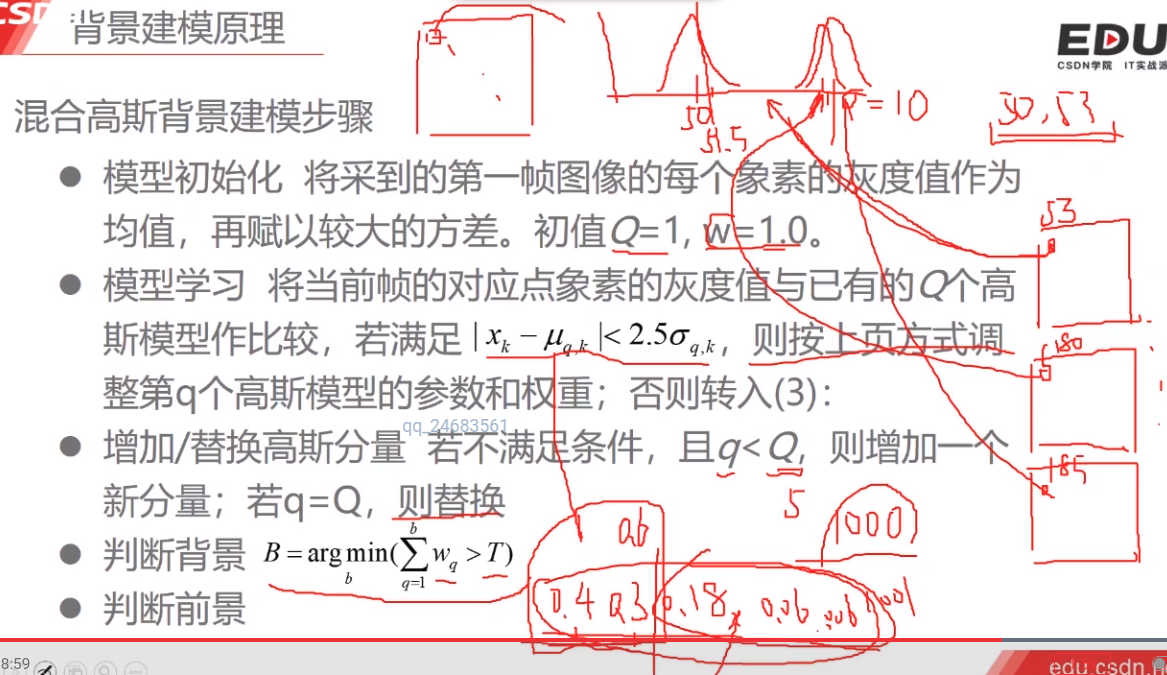 CSD
背景建模原理
EDU
CSDN学院 IT实战派
混合高斯背景建模步骤
50
51.5
= 10
50,53
模型初始化 将采到的第一帧图像的每个象素的灰度值作为
均值，再赋以较大的方差。初值Q=1, w=1.0。
53
模型学习 将当前帧的对应点象素的灰度值与已有的Q个高
斯模型作比较，若满足 | xₖ − μq,k |< 2.5σq,k ，则按上页方式调
180
整第q个高斯模型的参数和权重；否则转入(3)：
qq_24683561
增加/替换高斯分量 若不满足条件，且q<Q，则增加一个
185
新分量；若q=Q，则替换
5
1000
0.6
判断背景 B = arg min_b(∑_{q=1}^{b} w_q > T)
判断前景
0.4 0.3 0.18 0.06 .06 .001
8:59
edu.csdn.n